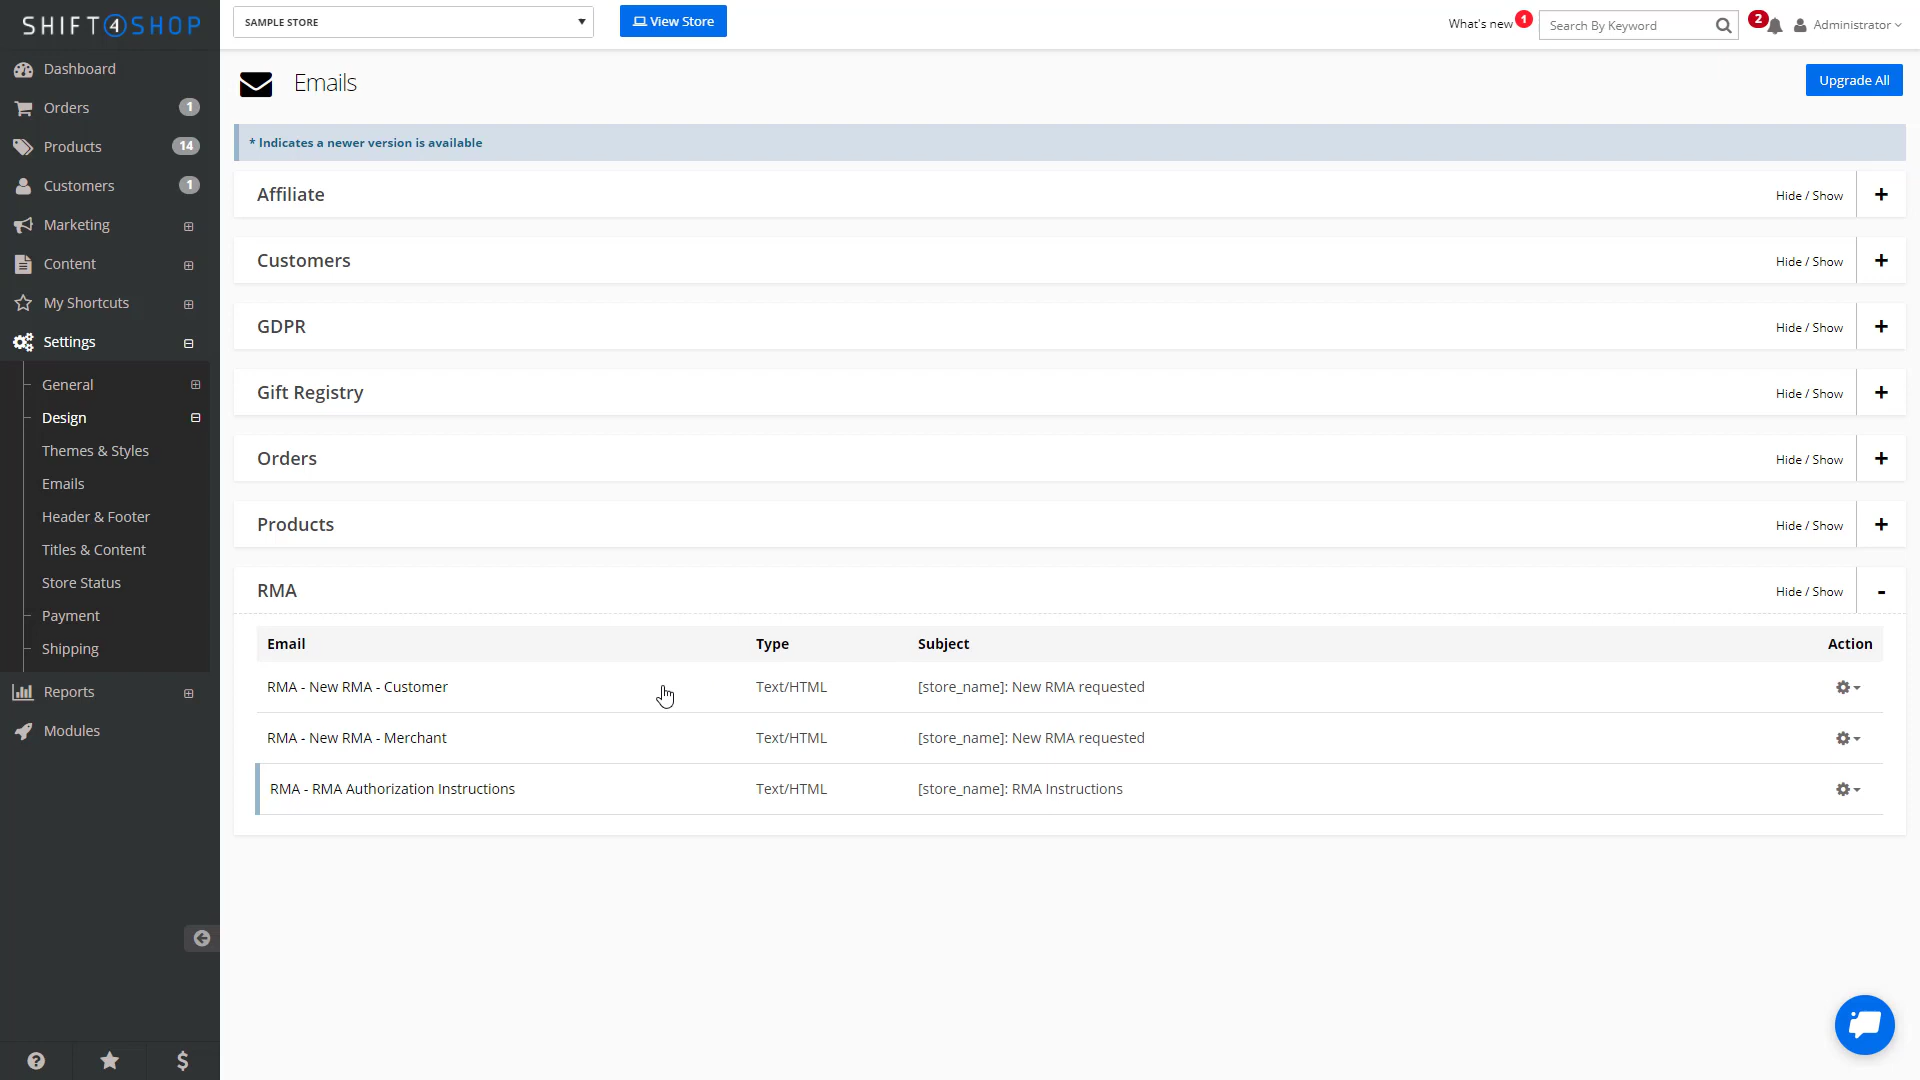 SHIFT4SHOP
SAMPLE STORE
View Store
What's new 1
Search By Keyword
2
Administrator
Dashboard
Orders 1
Products 14
Customers 1
Marketing
Content
My Shortcuts
Settings
General
Design
Themes & Styles
Emails
Header & Footer
Titles & Content
Store Status
Payment
Shipping
Reports
Modules
Emails
Upgrade All
* Indicates a newer version is available
Affiliate Hide / Show +
Customers Hide / Show +
GDPR Hide / Show +
Gift Registry Hide / Show +
Orders Hide / Show +
Products Hide / Show +
RMA Hide / Show -
Email Type Subject Action
RMA - New RMA - Customer Text/HTML [store_name]: New RMA requested
RMA - New RMA - Merchant Text/HTML [store_name]: New RMA requested
RMA - RMA Authorization Instructions Text/HTML [store_name]: RMA Instructions